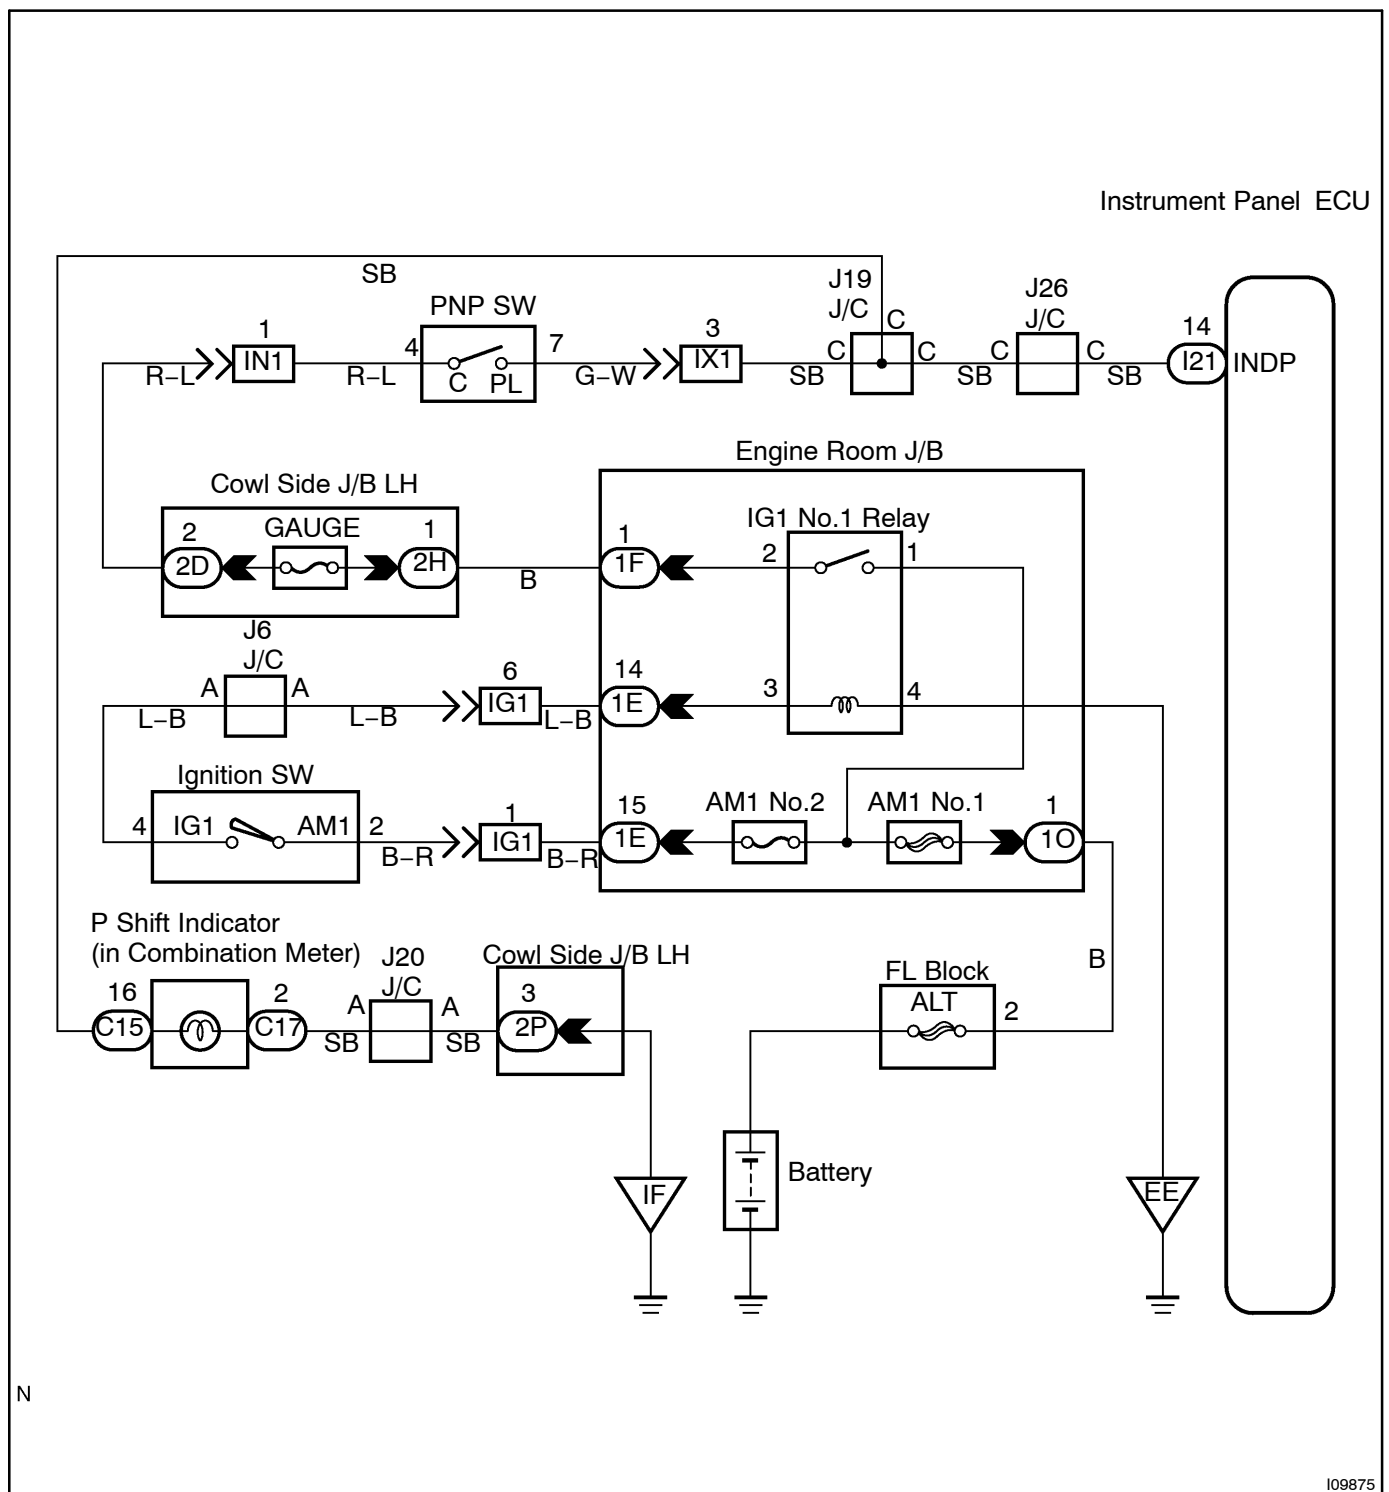 Instrument Panel ECU
SB
J19
J/C
C
J26
J/C
PNP SW
1
IN1
R–L
R–L
4
C PL
7
G–W
3
IX1
SB
C
C
SB
C
C
SB
14
I21
INDP
Engine Room J/B
Cowl Side J/B LH
2
2D
GAUGE
1
2H
B
1
1F
IG1 No.1 Relay
2
1
J6
J/C
A
A
L–B
L–B
6
IG1
L–B
14
1E
3
4
Ignition SW
4
IG1
AM1
2
B–R
1
IG1
B–R
15
1E
AM1 No.2
AM1 No.1
1
1O
P Shift Indicator
(in Combination Meter)
16
C15
2
C17
SB
J20
J/C
A
A
SB
Cowl Side J/B LH
3
2P
B
FL Block
ALT
2
Battery
IF
EE
N
I09875